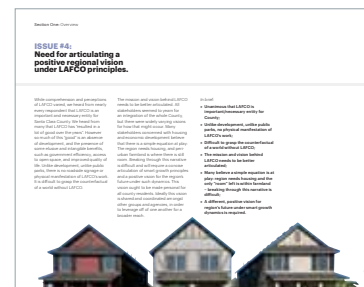 Section One: Overview.
ISSUE #4:
Need for articulating a
positive regional vision
under LAFCO principles.
While comprehension and perceptions
of LAFCO varied, we heard from nearly
every respondent that LAFCO is an
important and necessary entity for
Santa Clara County. We heard from
many that LAFCO has "resulted in a
lot of good over the years". However
so much of this "good" is an absence
of development, and the presence of
some elusive and intangible benefits,
such as government efficiency, access
to open space, and improved quality of
life. Unlike development, unlike public
parks, there is no available signage or
physical manifestation of LAFCO's work.
It is difficult to grasp the counterfactual
of a world without LAFCO.
The mission and vision behind LAFCO
needs to be better articulated. All
stakeholders seemed to yearn for
an integration of the whole County
but there were widely varying visions
for how that might occur. Many
stakeholders concerned with housing
and economic development believe
that there is a simple equation at play:
The region needs housing, and pro-
vision farmland is where there is still
room. Breaking through this narrative
is difficult and will require a conceptual
articulation of smart growth principles
and a positive vision for the region's
future under such dynamics. This
vision ought to be made personal for
all county residents. Ideally this vision
is shared and coordinated amongst
other groups and agencies, in order
to leverage off of one another for a
broader reach.
In brief:
Unanimous that LAFCO is
important/necessary entity for
County;
Unlike development, unlike public
parks, no physical manifestation of
LAFCO's work;
Difficult to grasp the counterfactual
of a world without LAFCO;
The mission and vision behind
LAFCO needs to be better
articulated;
Many believe a simple equation is at
play: region needs housing and the
only "room" left is within farmland
– breaking through this narrative is
difficult;
A different, positive vision for
region's future under smart growth
dynamics is required.